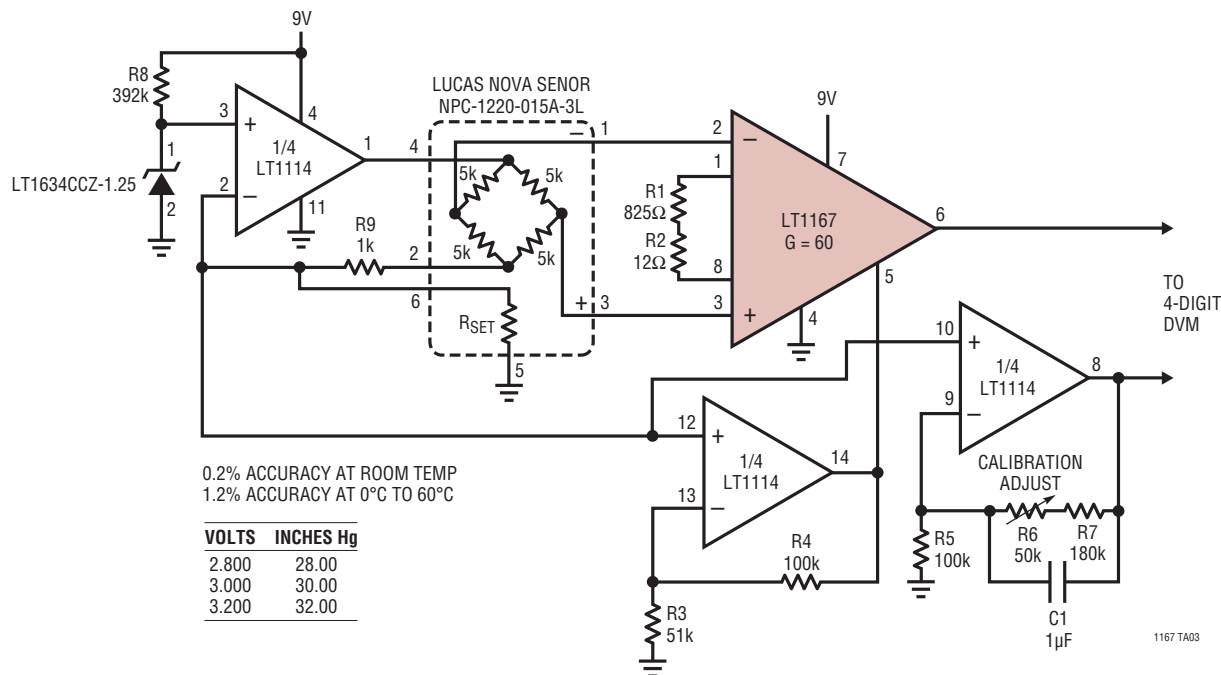 9V
R8
392k
3
+
4
1/4
LT1114
1
2
−
11
1
LT1634CCZ-1.25
2
R9
1k
LUCAS NOVA SENOR
NPC-1220-015A-3L
4
−
1
5k
5k
5k
5k
2
6
+
3
RSET
5
9V
2
−
1
7
R1
825Ω
R2
12Ω
LT1167
G = 60
6
8
3
+
4
5
TO
4-DIGIT
DVM
10
+
1/4
LT1114
8
9
−
12
+
1/4
LT1114
14
13
−
CALIBRATION
ADJUST
R6
50k
R7
180k
R5
100k
C1
1µF
R4
100k
R3
51k
0.2% ACCURACY AT ROOM TEMP
1.2% ACCURACY AT 0°C TO 60°C
VOLTS INCHES Hg
2.800 28.00
3.000 30.00
3.200 32.00
1167 TA03